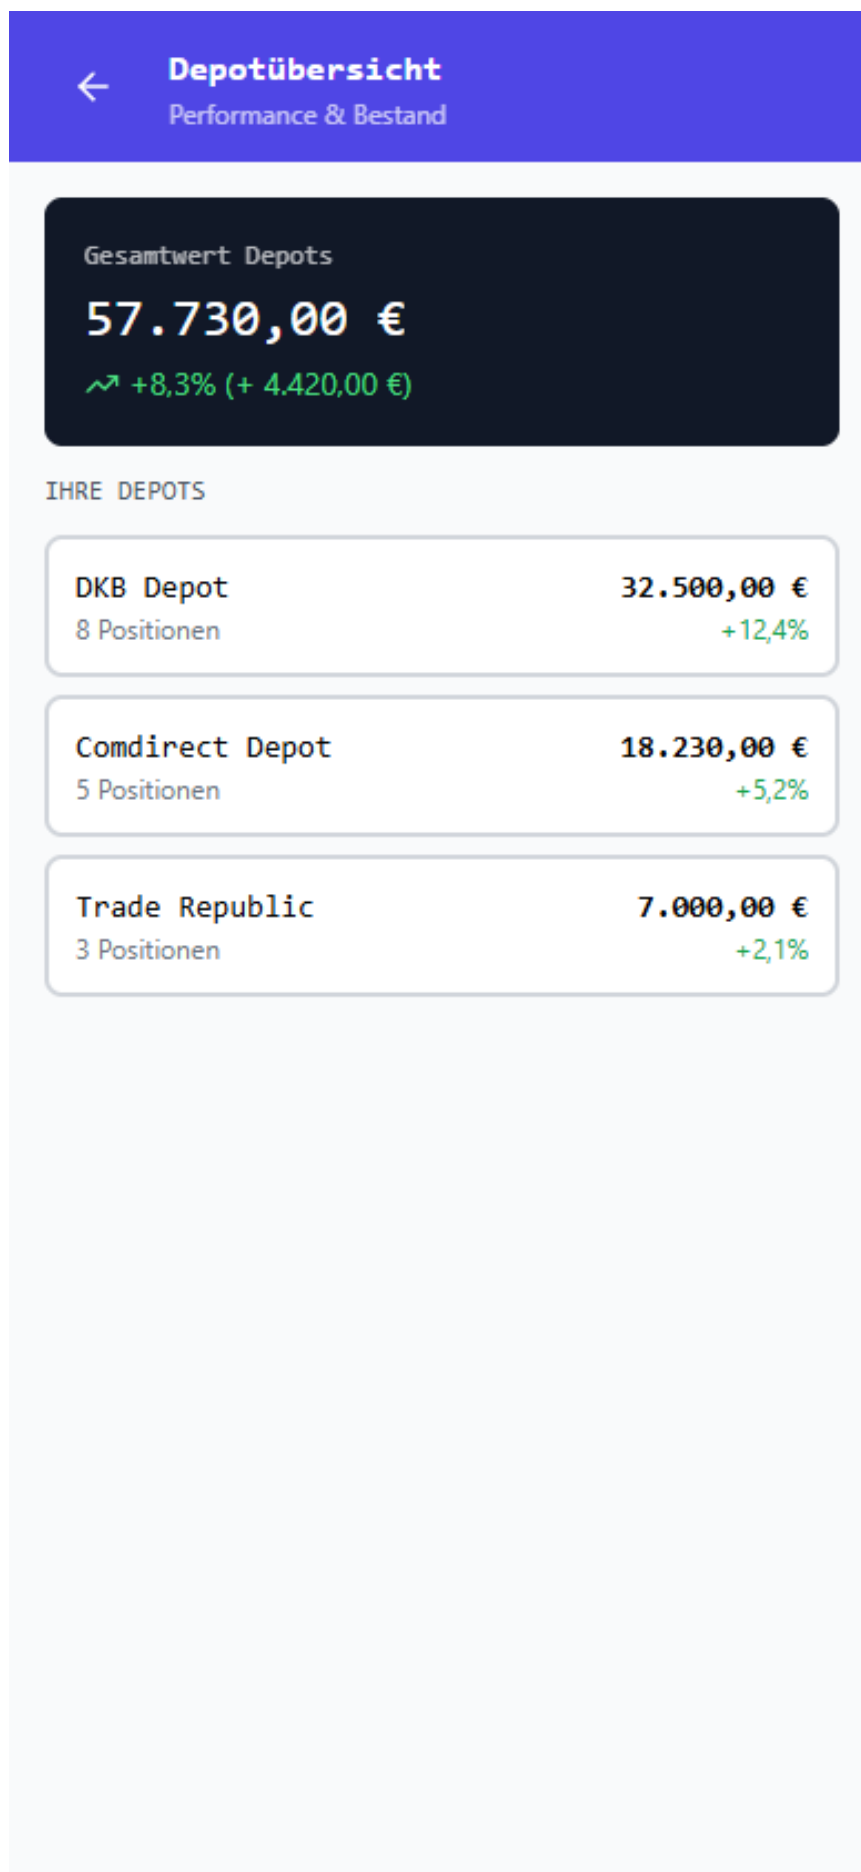 Depotübersicht
Performance & Bestand
Gesamtwert Depots
57.730,00 €
+8,3% (+ 4.420,00 €)
IHRE DEPOTS
DKB Depot 32.500,00 €
8 Positionen +12,4%
Comdirect Depot 18.230,00 €
5 Positionen +5,2%
Trade Republic 7.000,00 €
3 Positionen +2,1%